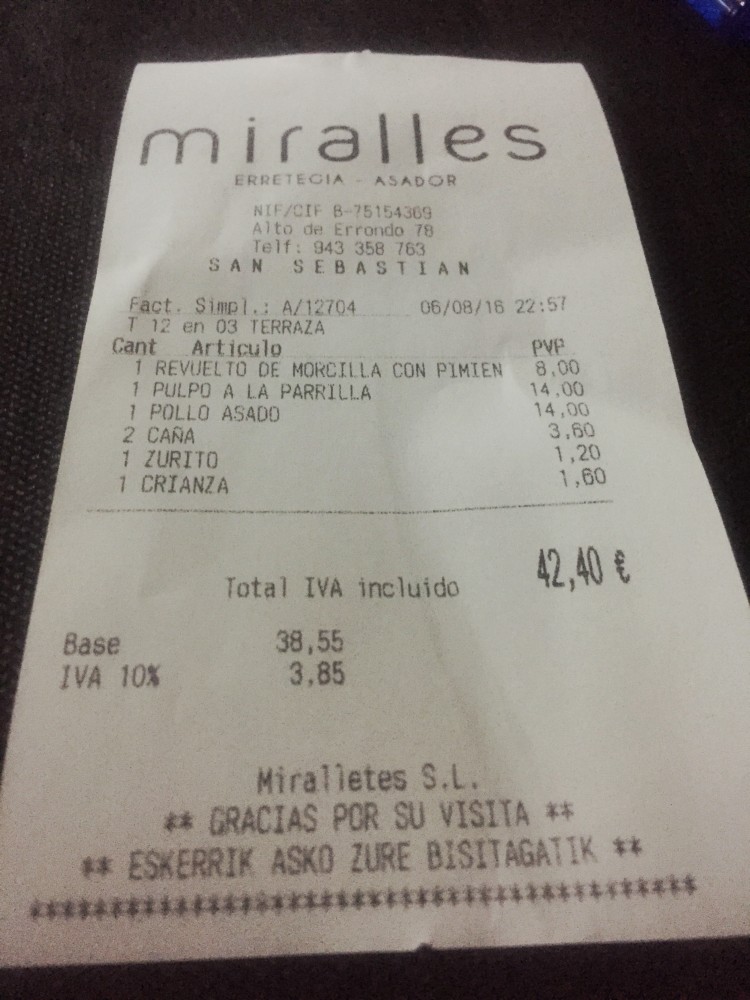 miralles
ERRETEGIA - ASADOR
NIF/CIF B-75154369
Alto de Errondo 78
Telf: 943 358 763
SAN SEBASTIAN
Fact. Simpl.: A/12704 06/08/16 22:57
T 12 en 03 TERRAZA
Cant Articulo PVP
1 REVUELTO DE MORCILLA CON PIMIEN 8,00
1 PULPO A LA PARRILLA 14,00
1 POLLO ASADO 14,00
2 CAÑA 3,60
1 ZURITO 1,20
1 CRIANZA 1,60
Total IVA incluido 42,40 €
Base 38,55
IVA 10% 3,85
Miralletes S.L.
** GRACIAS POR SU VISITA **
** ESKERRIK ASKO ZURE BISITAGATIK **
******************************************